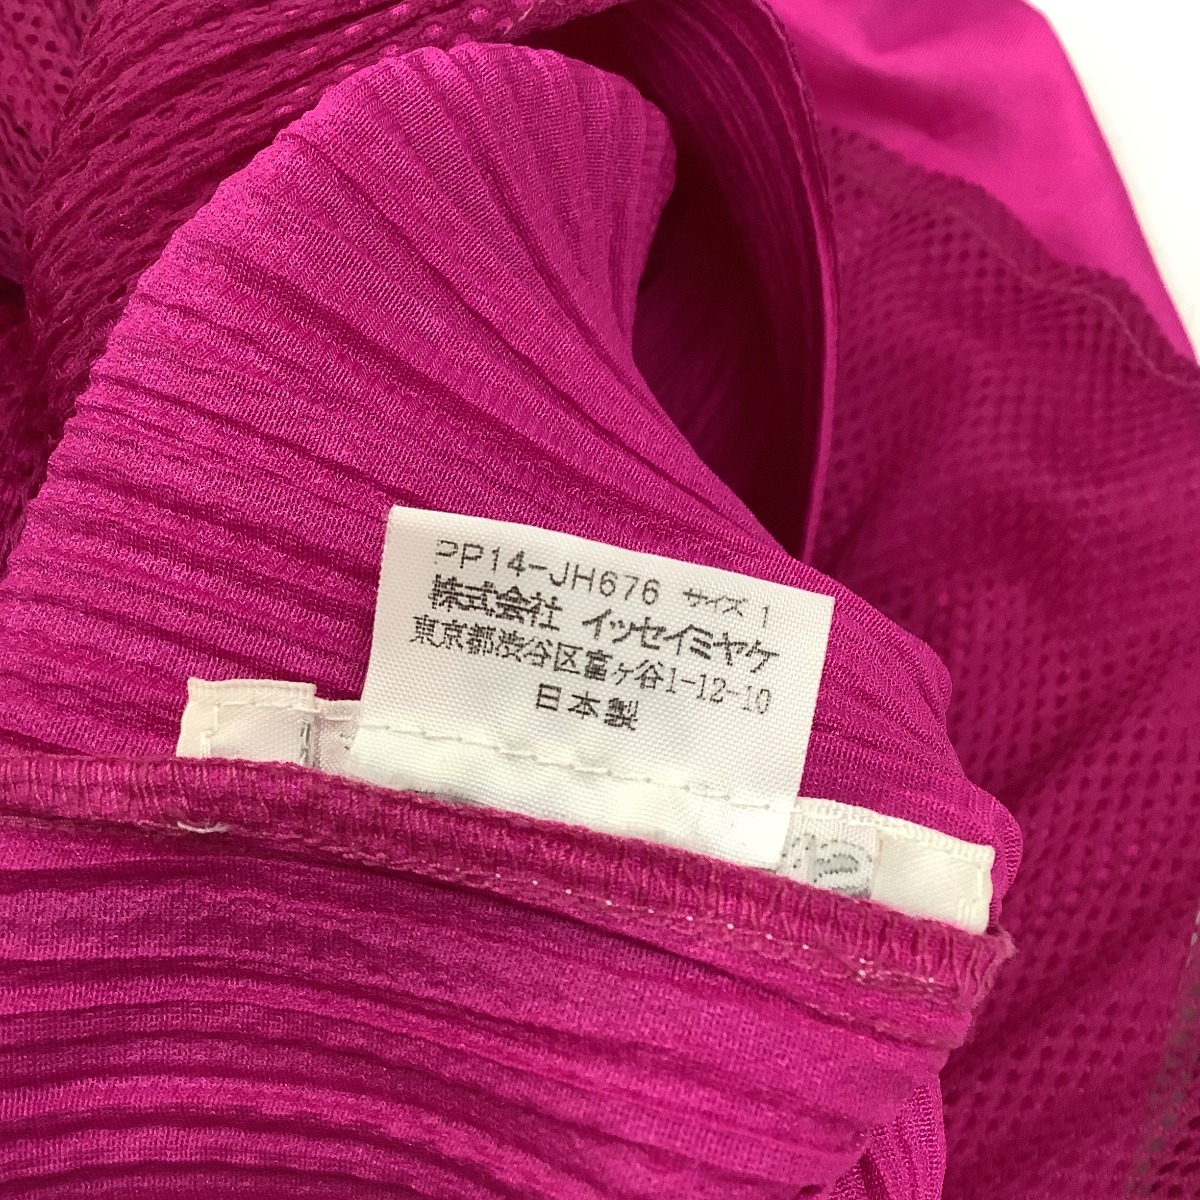 PP14-JH676 サイズ 1
株式会社 イッセイミヤケ
東京都渋谷区富ヶ谷1-12-10
日本製